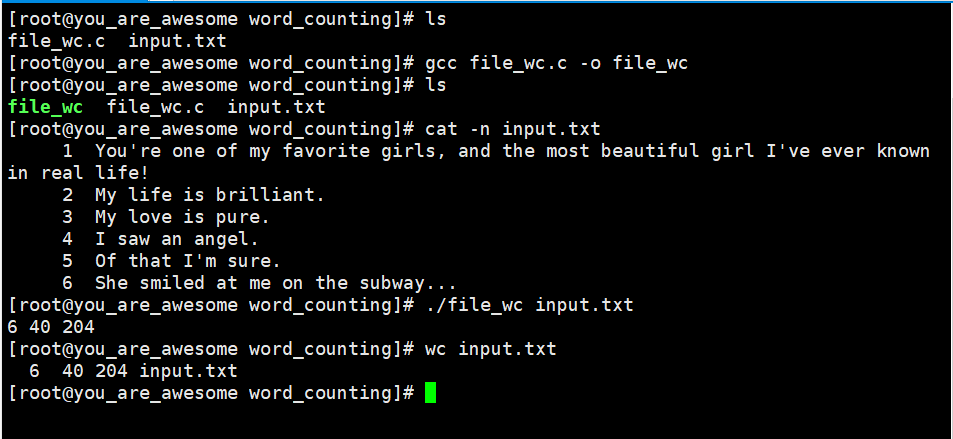 [root@you_are_awesome word_counting]# ls
file_wc.c  input.txt
[root@you_are_awesome word_counting]# gcc file_wc.c -o file_wc
[root@you_are_awesome word_counting]# ls
file_wc  file_wc.c  input.txt
[root@you_are_awesome word_counting]# cat -n input.txt
     1  You're one of my favorite girls, and the most beautiful girl I've ever known
in real life!
     2  My life is brilliant.
     3  My love is pure.
     4  I saw an angel.
     5  Of that I'm sure.
     6  She smiled at me on the subway...
[root@you_are_awesome word_counting]# ./file_wc input.txt
6 40 204
[root@you_are_awesome word_counting]# wc input.txt
  6  40 204 input.txt
[root@you_are_awesome word_counting]#